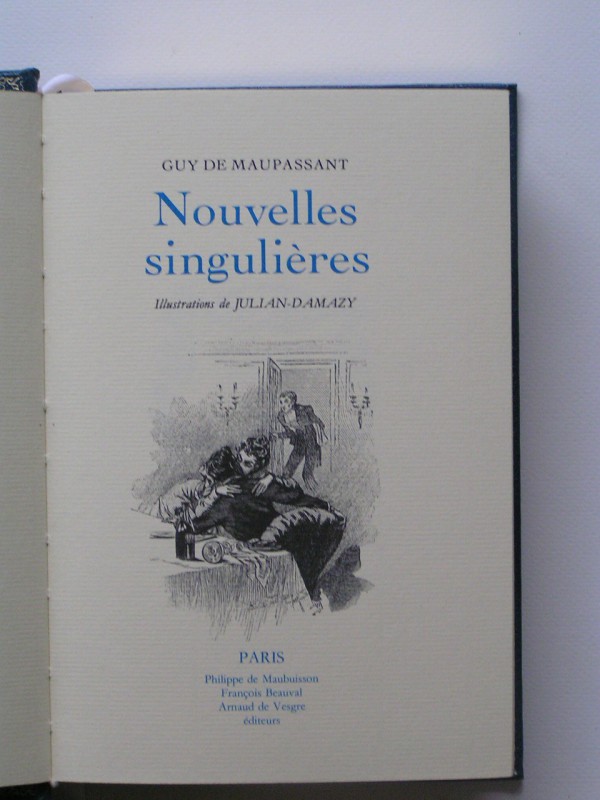 GUY DE MAUPASSANT
Nouvelles
singulières
Illustrations de JULIAN-DAMAZY
PARIS
Philippe de Maubuisson
François Beauval
Arnaud de Vesgre
éditeurs